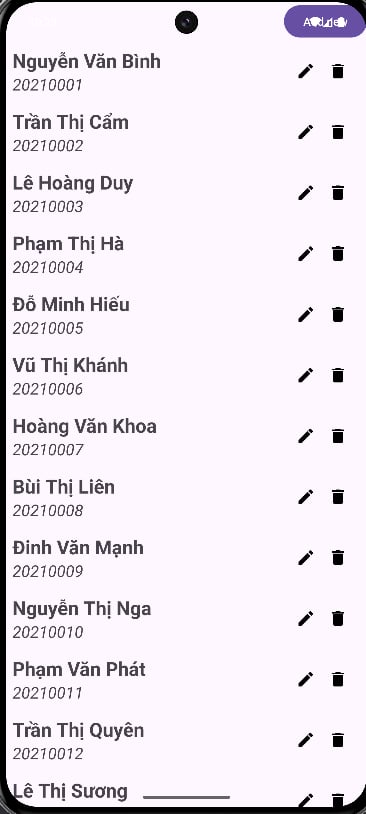 Nguyễn Văn Bình
20210001
Trần Thị Cẩm
20210002
Lê Hoàng Duy
20210003
Phạm Thị Hà
20210004
Đỗ Minh Hiếu
20210005
Vũ Thị Khánh
20210006
Hoàng Văn Khoa
20210007
Bùi Thị Liên
20210008
Đinh Văn Mạnh
20210009
Nguyễn Thị Nga
20210010
Phạm Văn Phát
20210011
Trần Thị Quyên
20210012
Lê Thị Sương